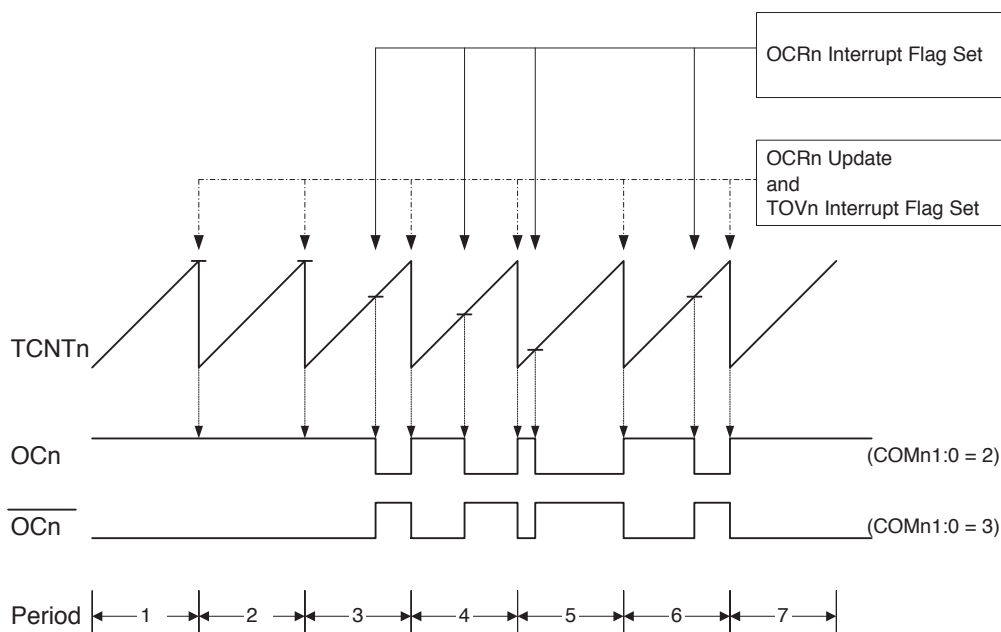 OCRn Interrupt Flag Set
OCRn Update
and
TOVn Interrupt Flag Set
TCNTn
OCn
(COMn1:0 = 2)
OCn
(COMn1:0 = 3)
Period
1
2
3
4
5
6
7